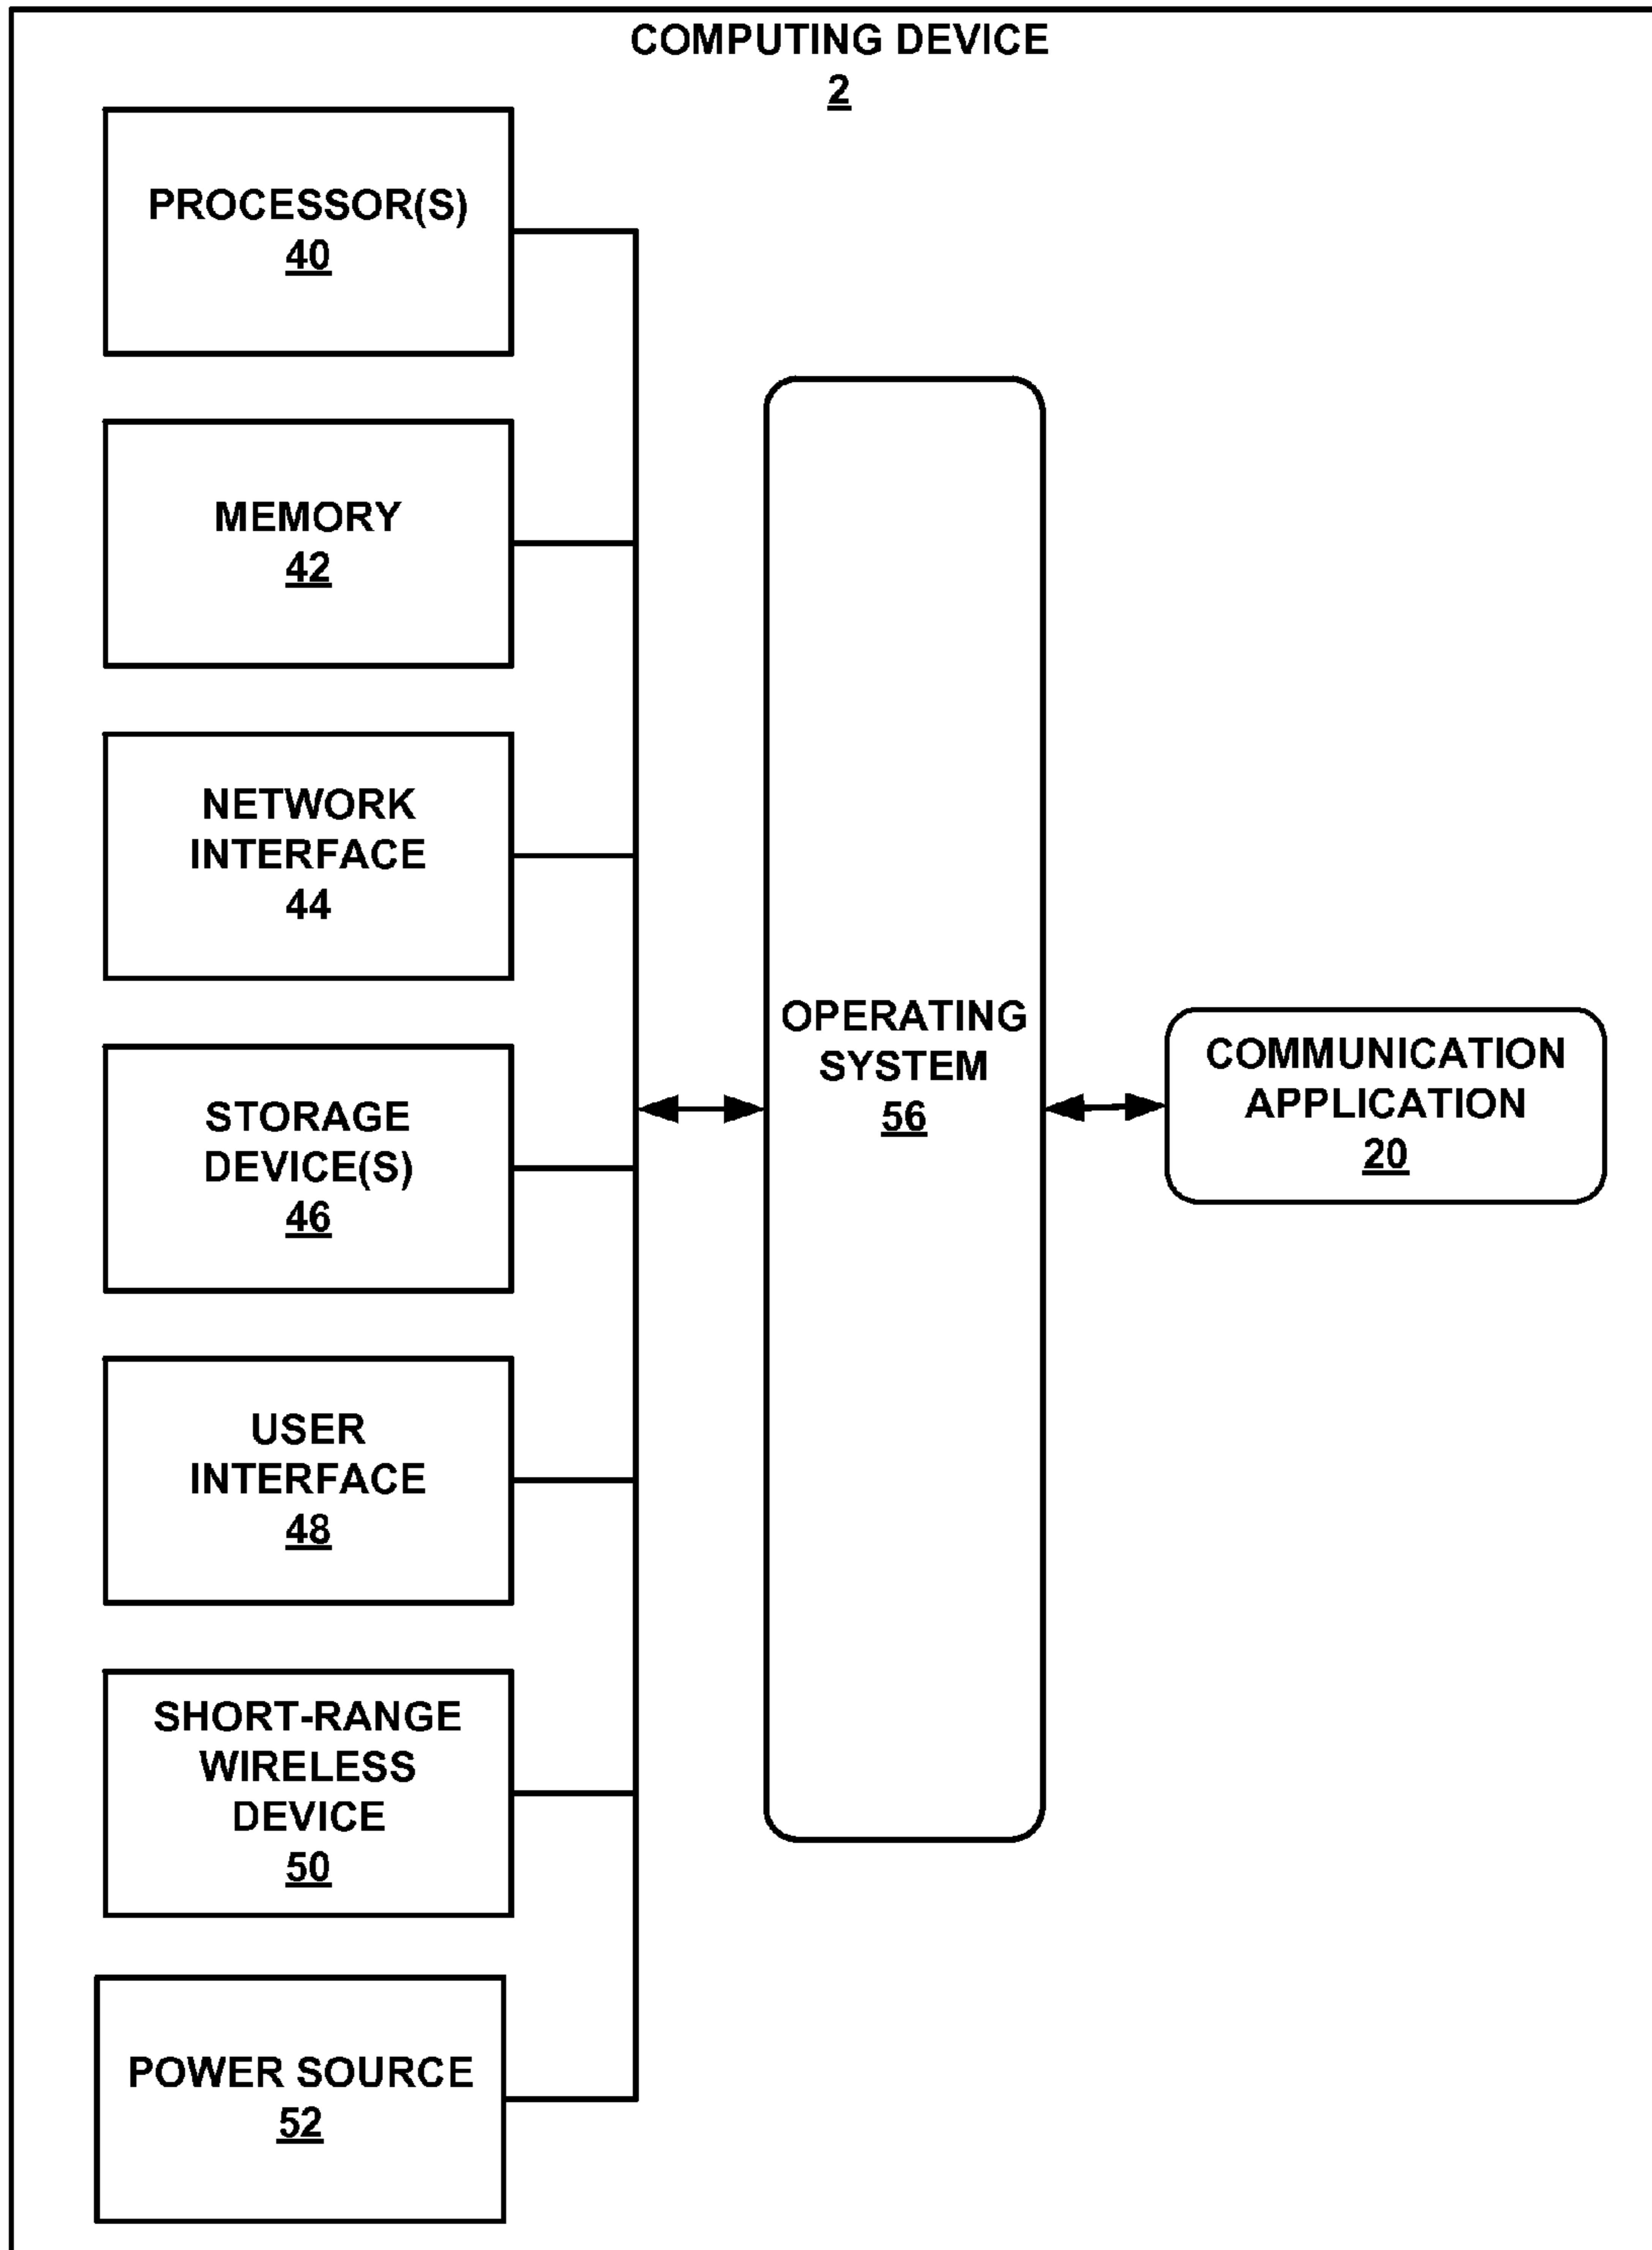 COMPUTING DEVICE
2
PROCESSOR(S)
40
MEMORY
42
NETWORK
INTERFACE
44
STORAGE
DEVICE(S)
46
USER
INTERFACE
48
SHORT-RANGE
WIRELESS
DEVICE
50
POWER SOURCE
52
OPERATING
SYSTEM
56
COMMUNICATION
APPLICATION
20